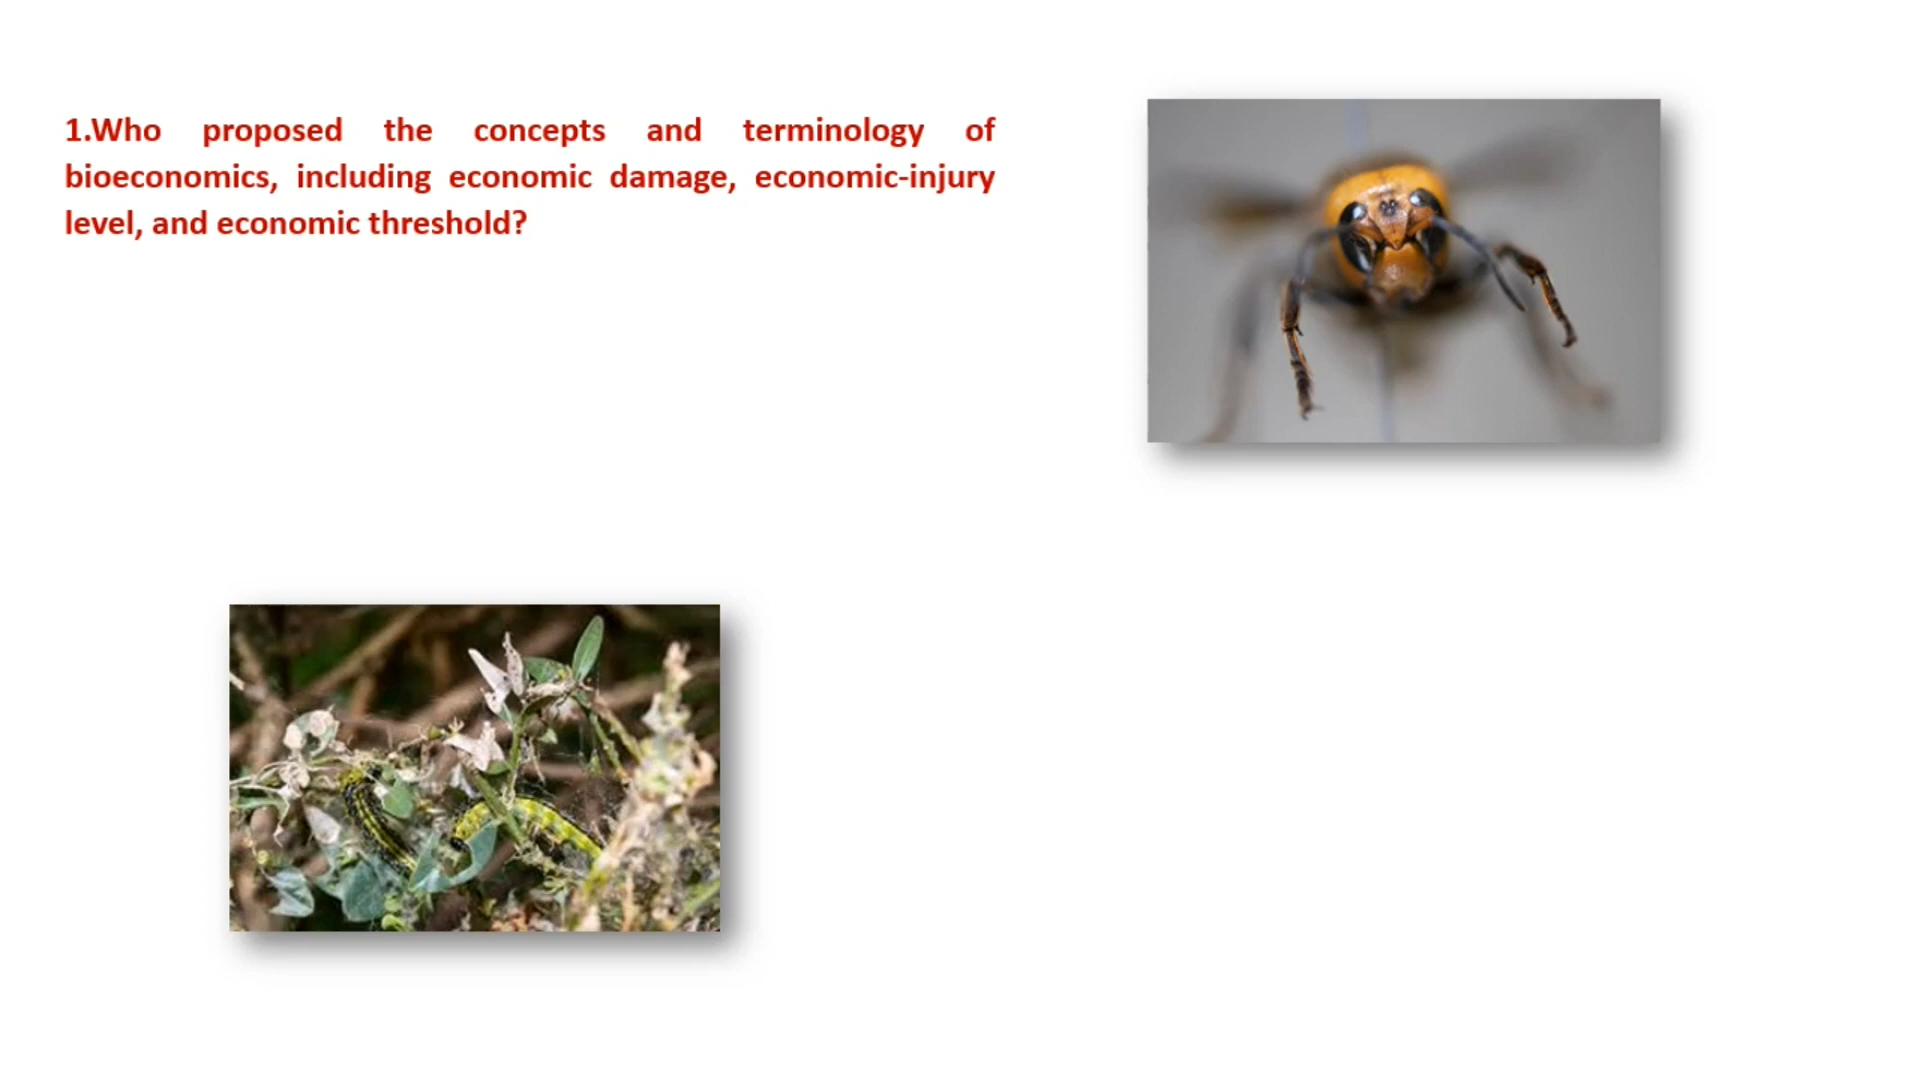 1.Who proposed the concepts and terminology of
bioeconomics, including economic damage, economic-injury
level, and economic threshold?